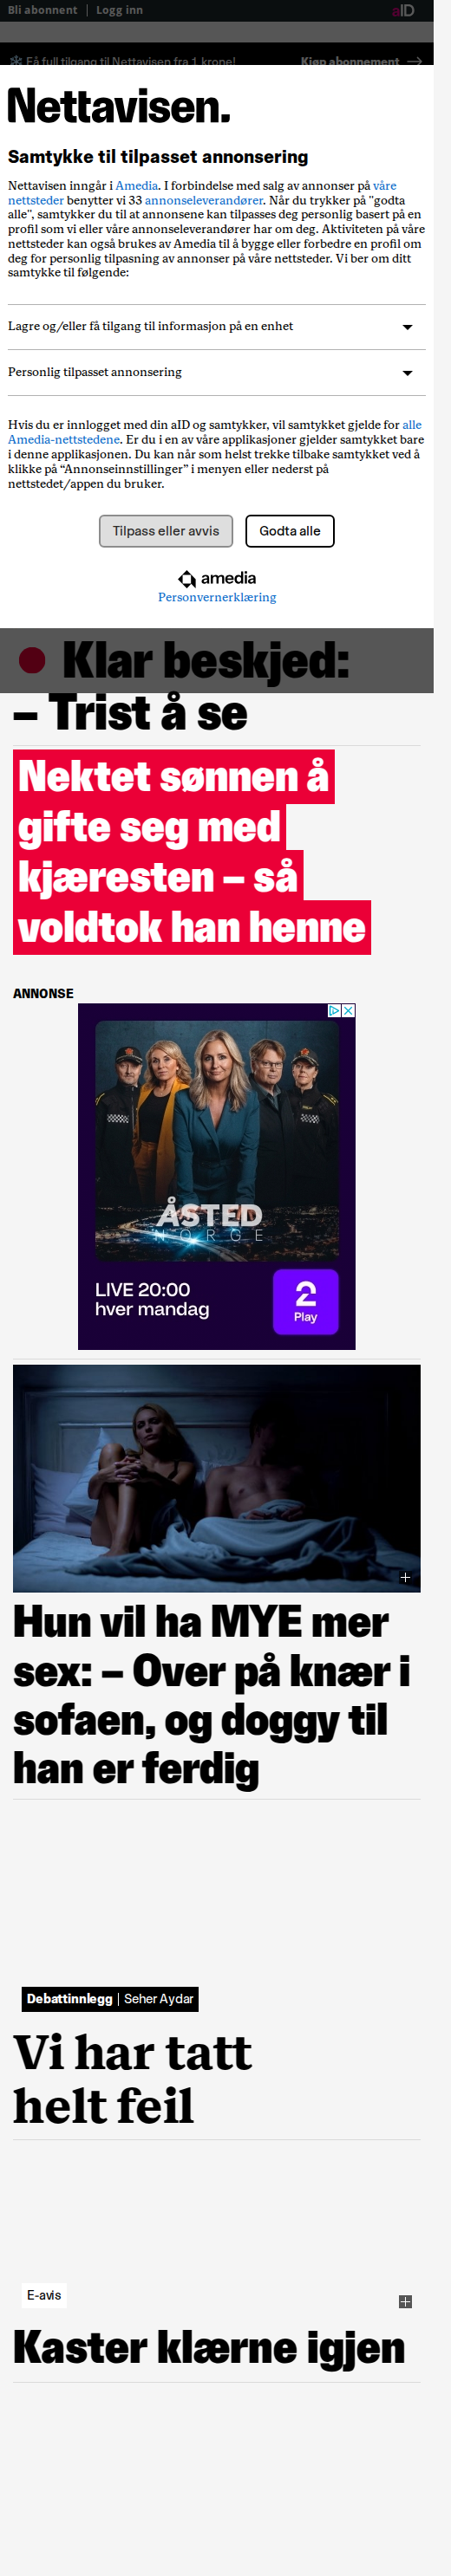 Bli abonnent | Logg inn
aID
Få full tilgang til Nettavisen fra 1 krone!
Kjøp abonnement →
Nettavisen.
Samtykke til tilpasset annonsering
Nettavisen inngår i Amedia. I forbindelse med salg av annonser på våre
nettsteder benytter vi 33 annonseleverandører. Når du trykker på "godta
alle", samtykker du til at annonsene kan tilpasses deg personlig basert på en
profil som vi eller våre annonseleverandører har om deg. Aktiviteten på våre
nettsteder kan også brukes av Amedia til å bygge eller forbedre en profil om
deg for personlig tilpasning av annonser på våre nettsteder. Vi ber om ditt
samtykke til følgende:
Lagre og/eller få tilgang til informasjon på en enhet
Personlig tilpasset annonsering
Hvis du er innlogget med din aID og samtykker, vil samtykket gjelde for alle
Amedia-nettstedene. Er du i en av våre applikasjoner gjelder samtykket bare
i denne applikasjonen. Du kan når som helst trekke tilbake samtykket ved å
klikke på “Annonseinnstillinger” i menyen eller nederst på
nettstedet/appen du bruker.
Tilpass eller avvis
Godta alle
amedia
Personvernerklæring
Klar beskjed:
– Trist å se
Nektet sønnen å
gifte seg med
kjæresten – så
voldtok han henne
ANNONSE
ÅSTED
NORGE
LIVE 20:00
hver mandag
2
Play
Hun vil ha MYE mer
sex: – Over på knær i
sofaen, og doggy til
han er ferdig
Debattinnlegg | Seher Aydar
Vi har tatt
helt feil
E-avis
Kaster klærne igjen